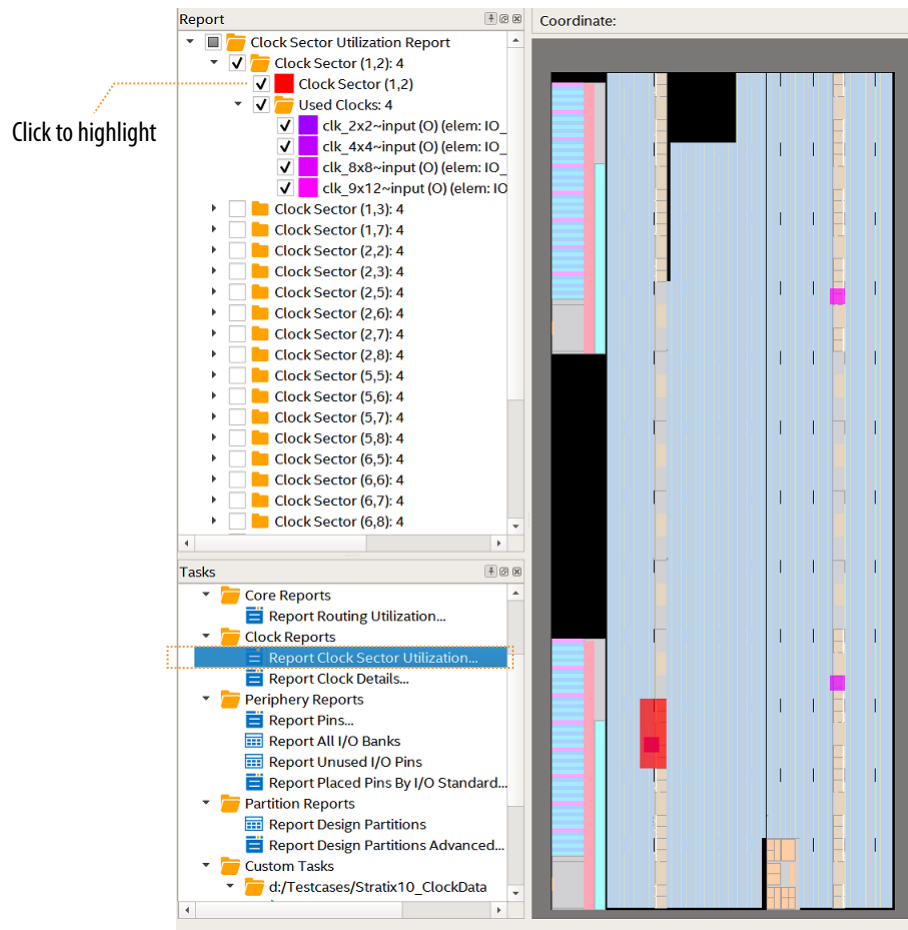 Report
Coordinate:
Clock Sector Utilization Report
Clock Sector (1,2): 4
Clock Sector (1,2)
Used Clocks: 4
Click to highlight
clk_2x2~input (O) (elem: IO_
clk_4x4~input (O) (elem: IO_
clk_8x8~input (O) (elem: IO_
clk_9x12~input (O) (elem: IO
Clock Sector (1,3): 4
Clock Sector (1,7): 4
Clock Sector (2,2): 4
Clock Sector (2,3): 4
Clock Sector (2,5): 4
Clock Sector (2,6): 4
Clock Sector (2,7): 4
Clock Sector (2,8): 4
Clock Sector (5,5): 4
Clock Sector (5,6): 4
Clock Sector (5,7): 4
Clock Sector (5,8): 4
Clock Sector (6,5): 4
Clock Sector (6,6): 4
Clock Sector (6,7): 4
Clock Sector (6,8): 4
Tasks
Core Reports
Report Routing Utilization...
Clock Reports
Report Clock Sector Utilization...
Report Clock Details...
Periphery Reports
Report Pins...
Report All I/O Banks
Report Unused I/O Pins
Report Placed Pins By I/O Standard...
Partition Reports
Report Design Partitions
Report Design Partitions Advanced...
Custom Tasks
d:/Testcases/Stratix10_ClockData